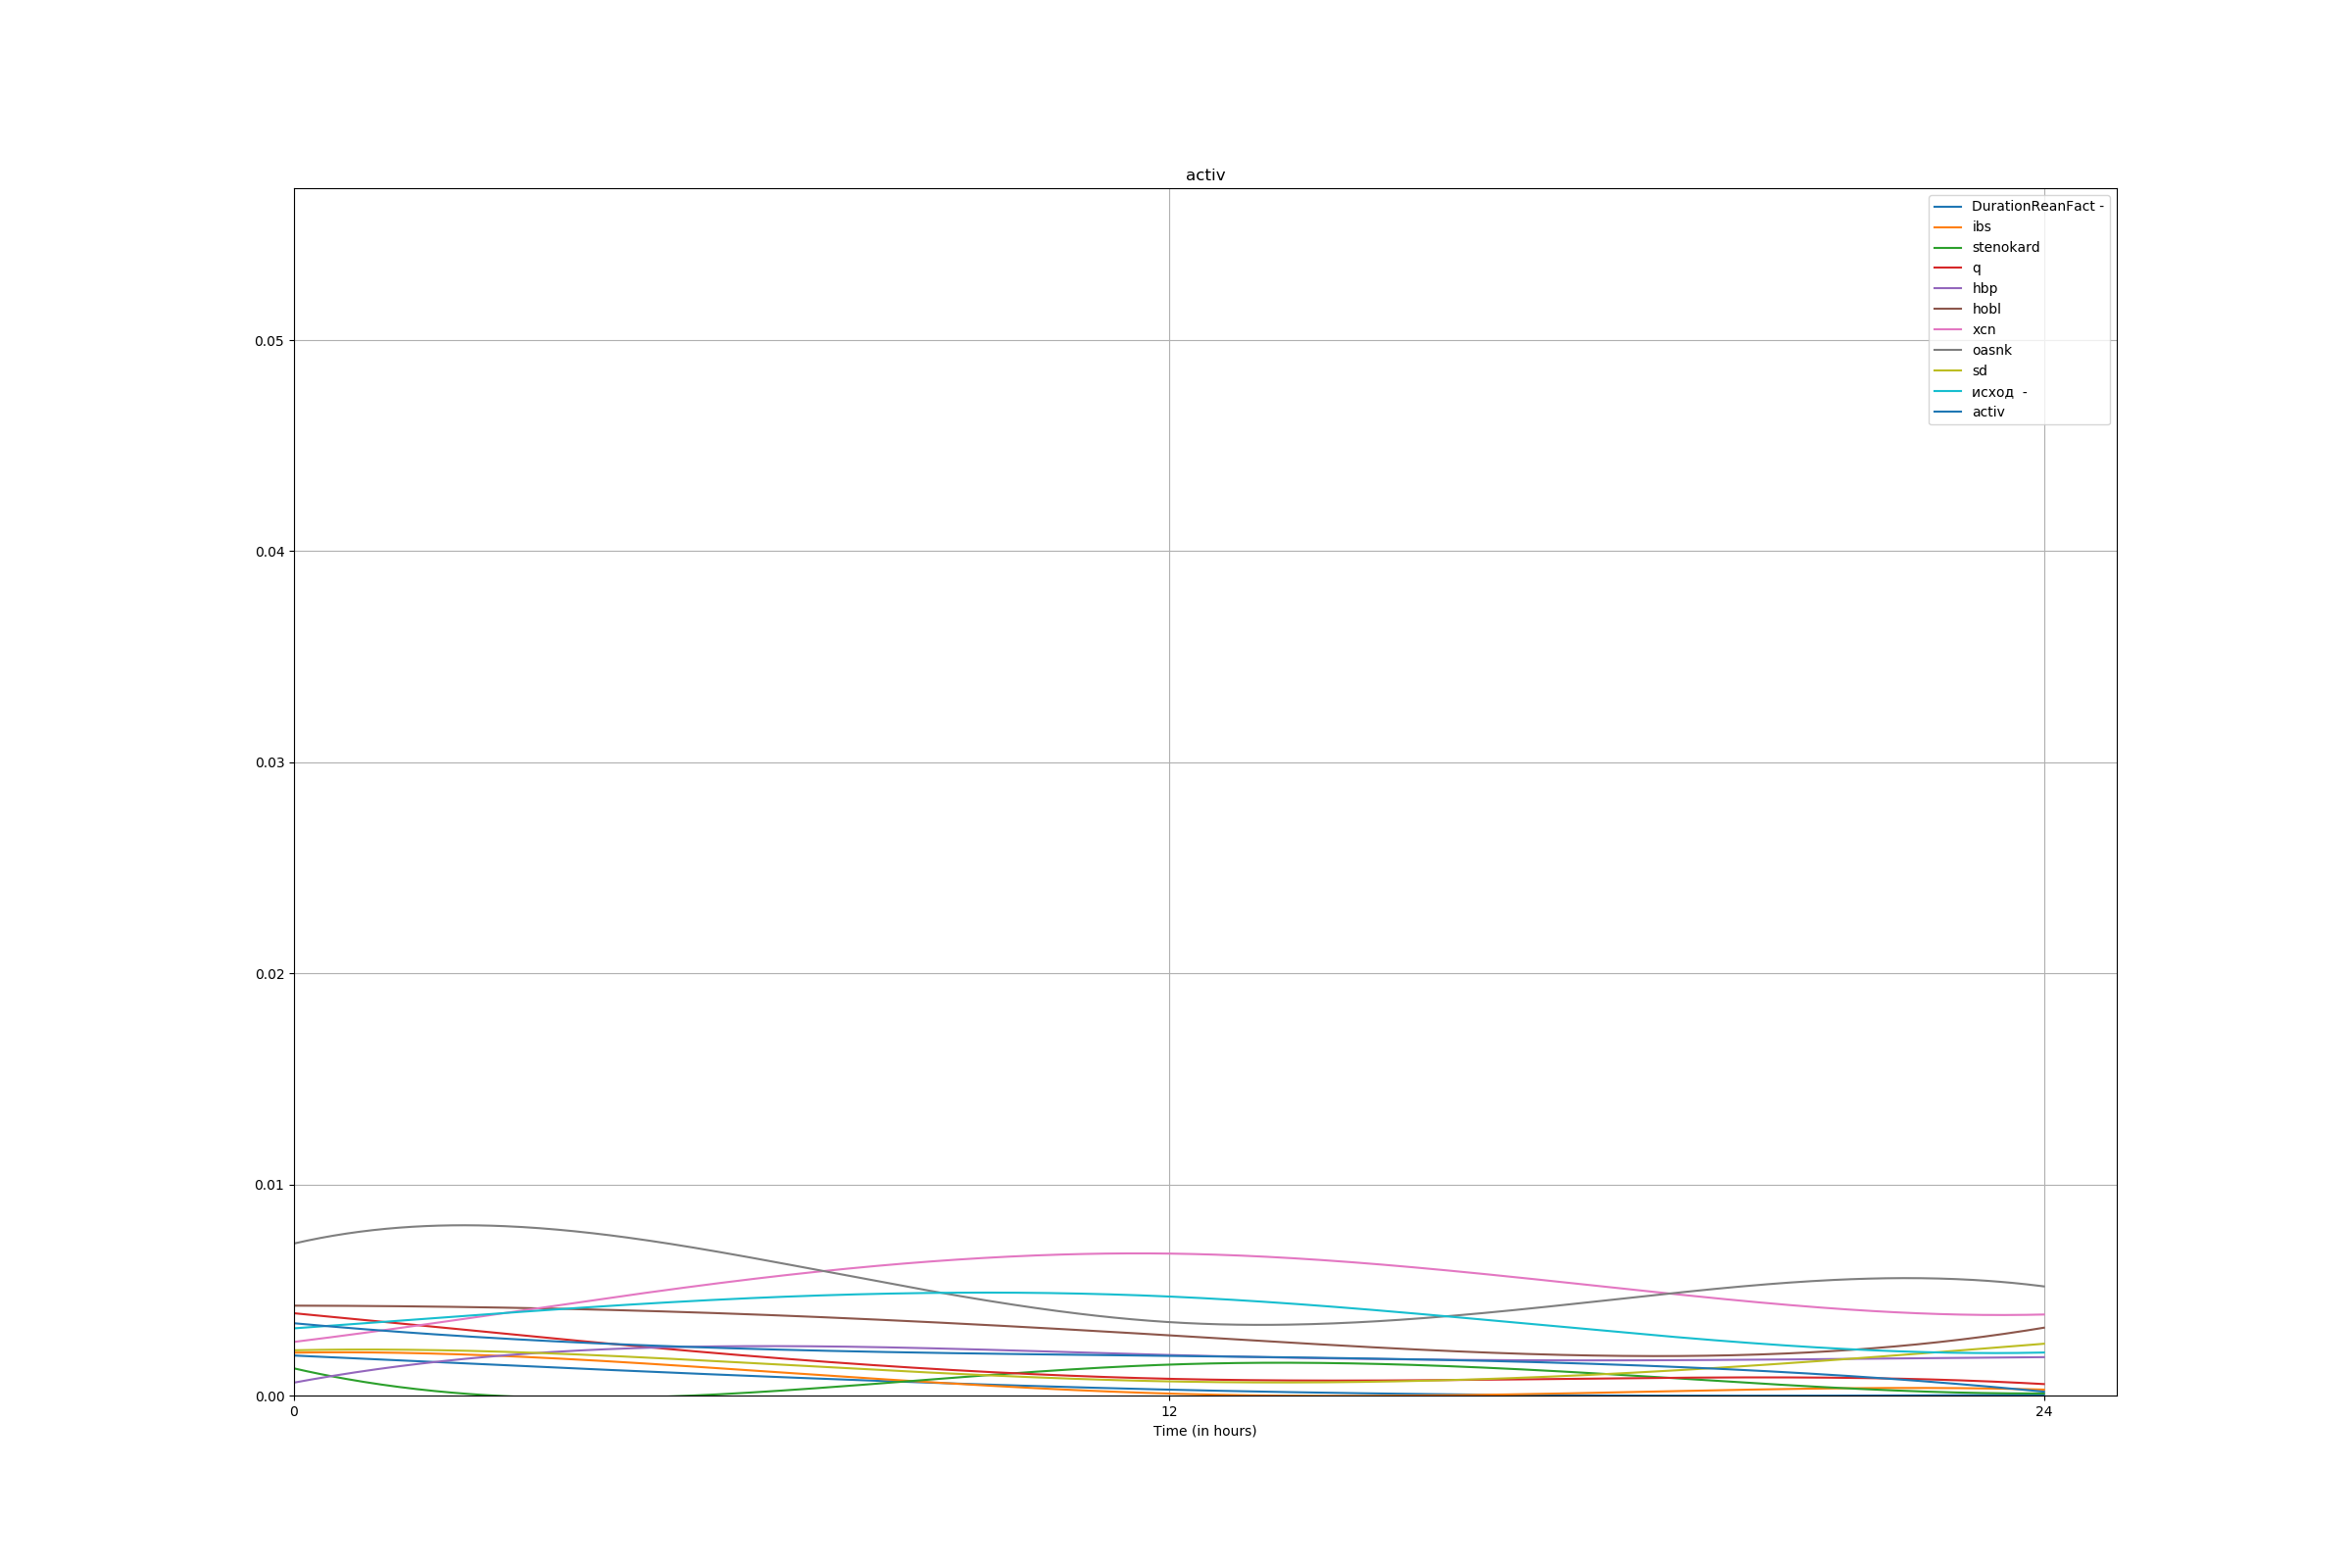 activ
DurationReanFact -
ibs
stenokard
q
hbp
hobl
xcn
oasnk
sd
исход  -
activ
0.05
0.04
0.03
0.02
0.01
0.00
0 12 24
Time (in hours)